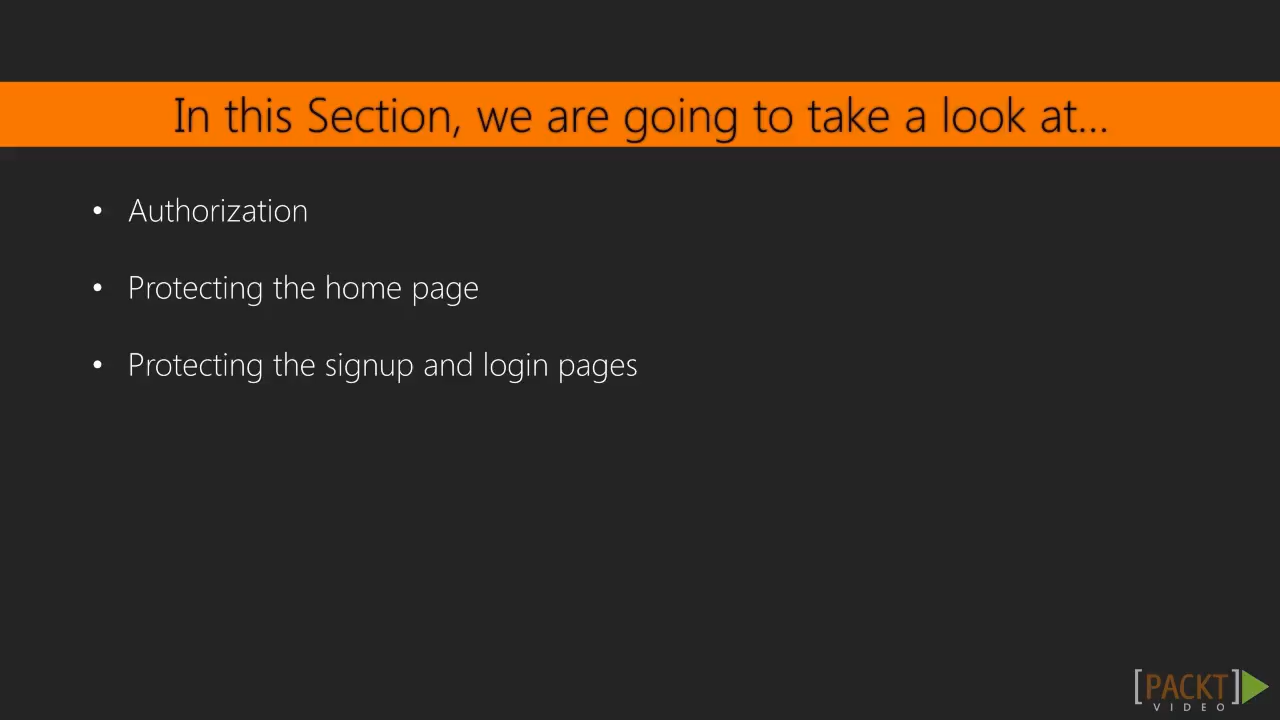 In this Section, we are going to take a look at...
• Authorization
• Protecting the home page
• Protecting the signup and login pages
[PACKT]
VIDEO